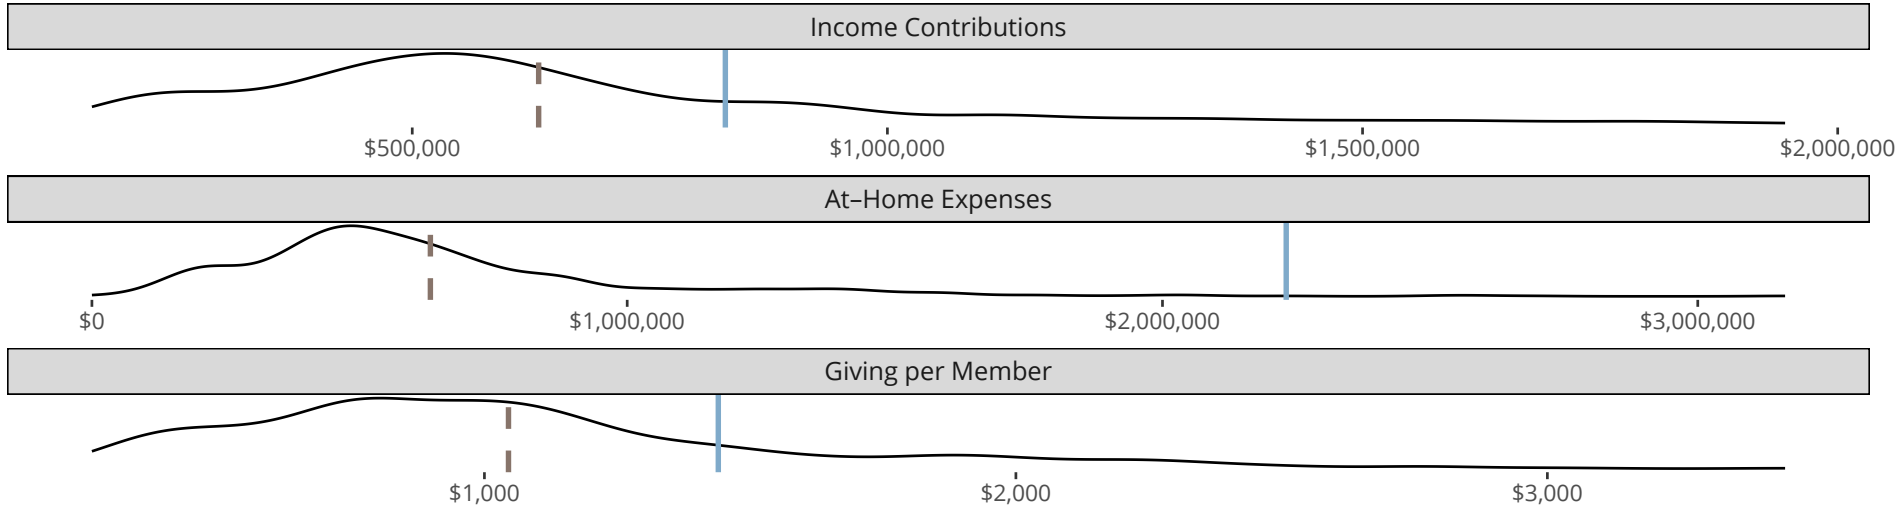 Income Contributions
$500,000 $1,000,000 $1,500,000 $2,000,000
At–Home Expenses
$0 $1,000,000 $2,000,000 $3,000,000
Giving per Member
$1,000 $2,000 $3,000